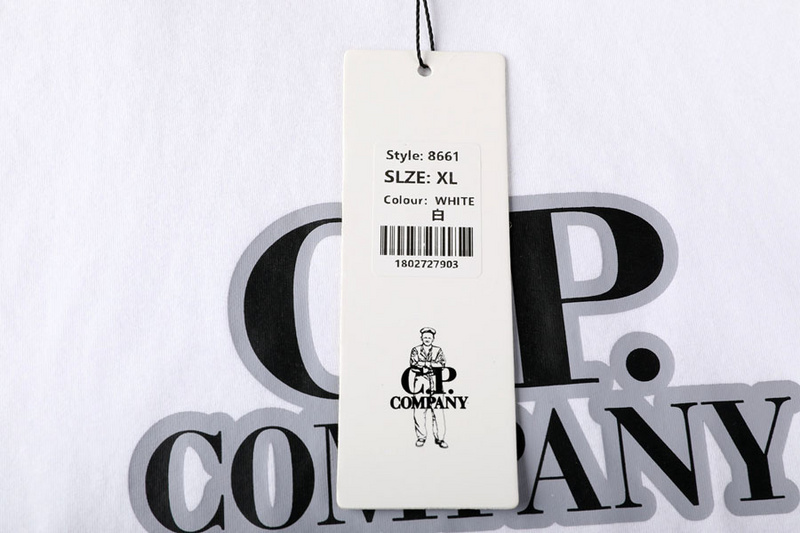 Style: 8661
SLZE: XL
Colour: WHITE
白
1802727903
C.P.
COMPANY
C.P.
COMPANY